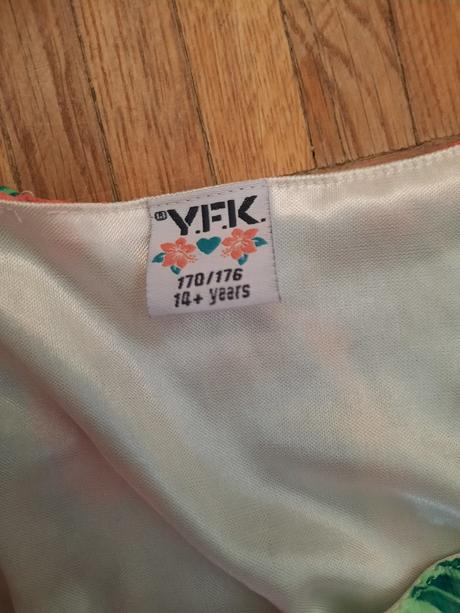 Y.F.K.
170/176
14+ years